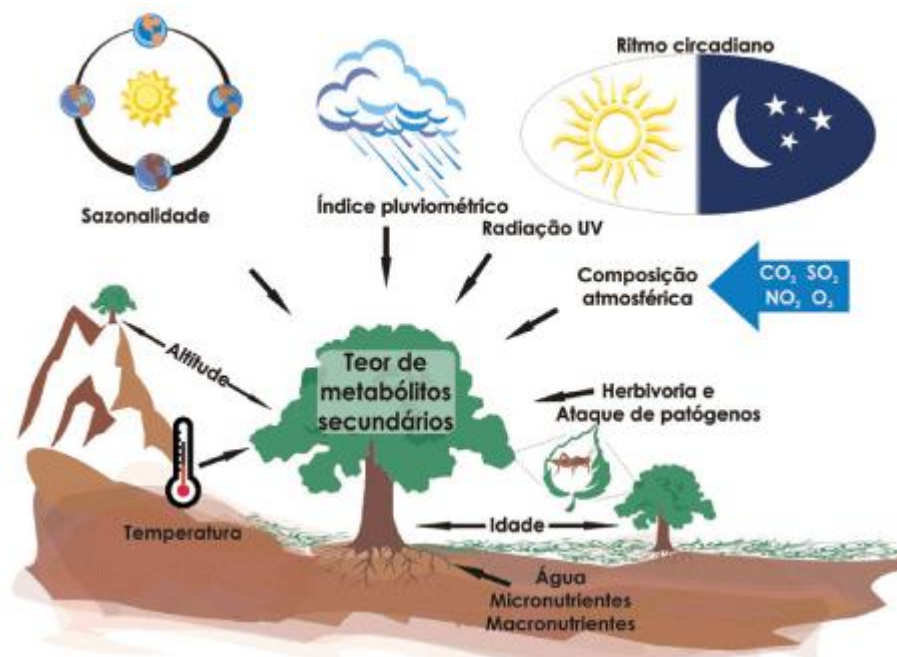 Ritmo circadiano
Sazonalidade
Índice pluviométrico
Radiação UV
Composição
atmosférica
CO₂ SO₂
NO₂ O₃
Altitude
Teor de
metabólitos
secundários
Herbivoria e
Ataque de patógenos
Temperatura
Idade
Água
Micronutrientes
Macronutrientes